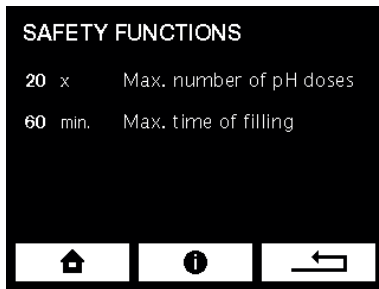 SAFETY FUNCTIONS
20 x Max. number of pH doses
60 min. Max. time of filling